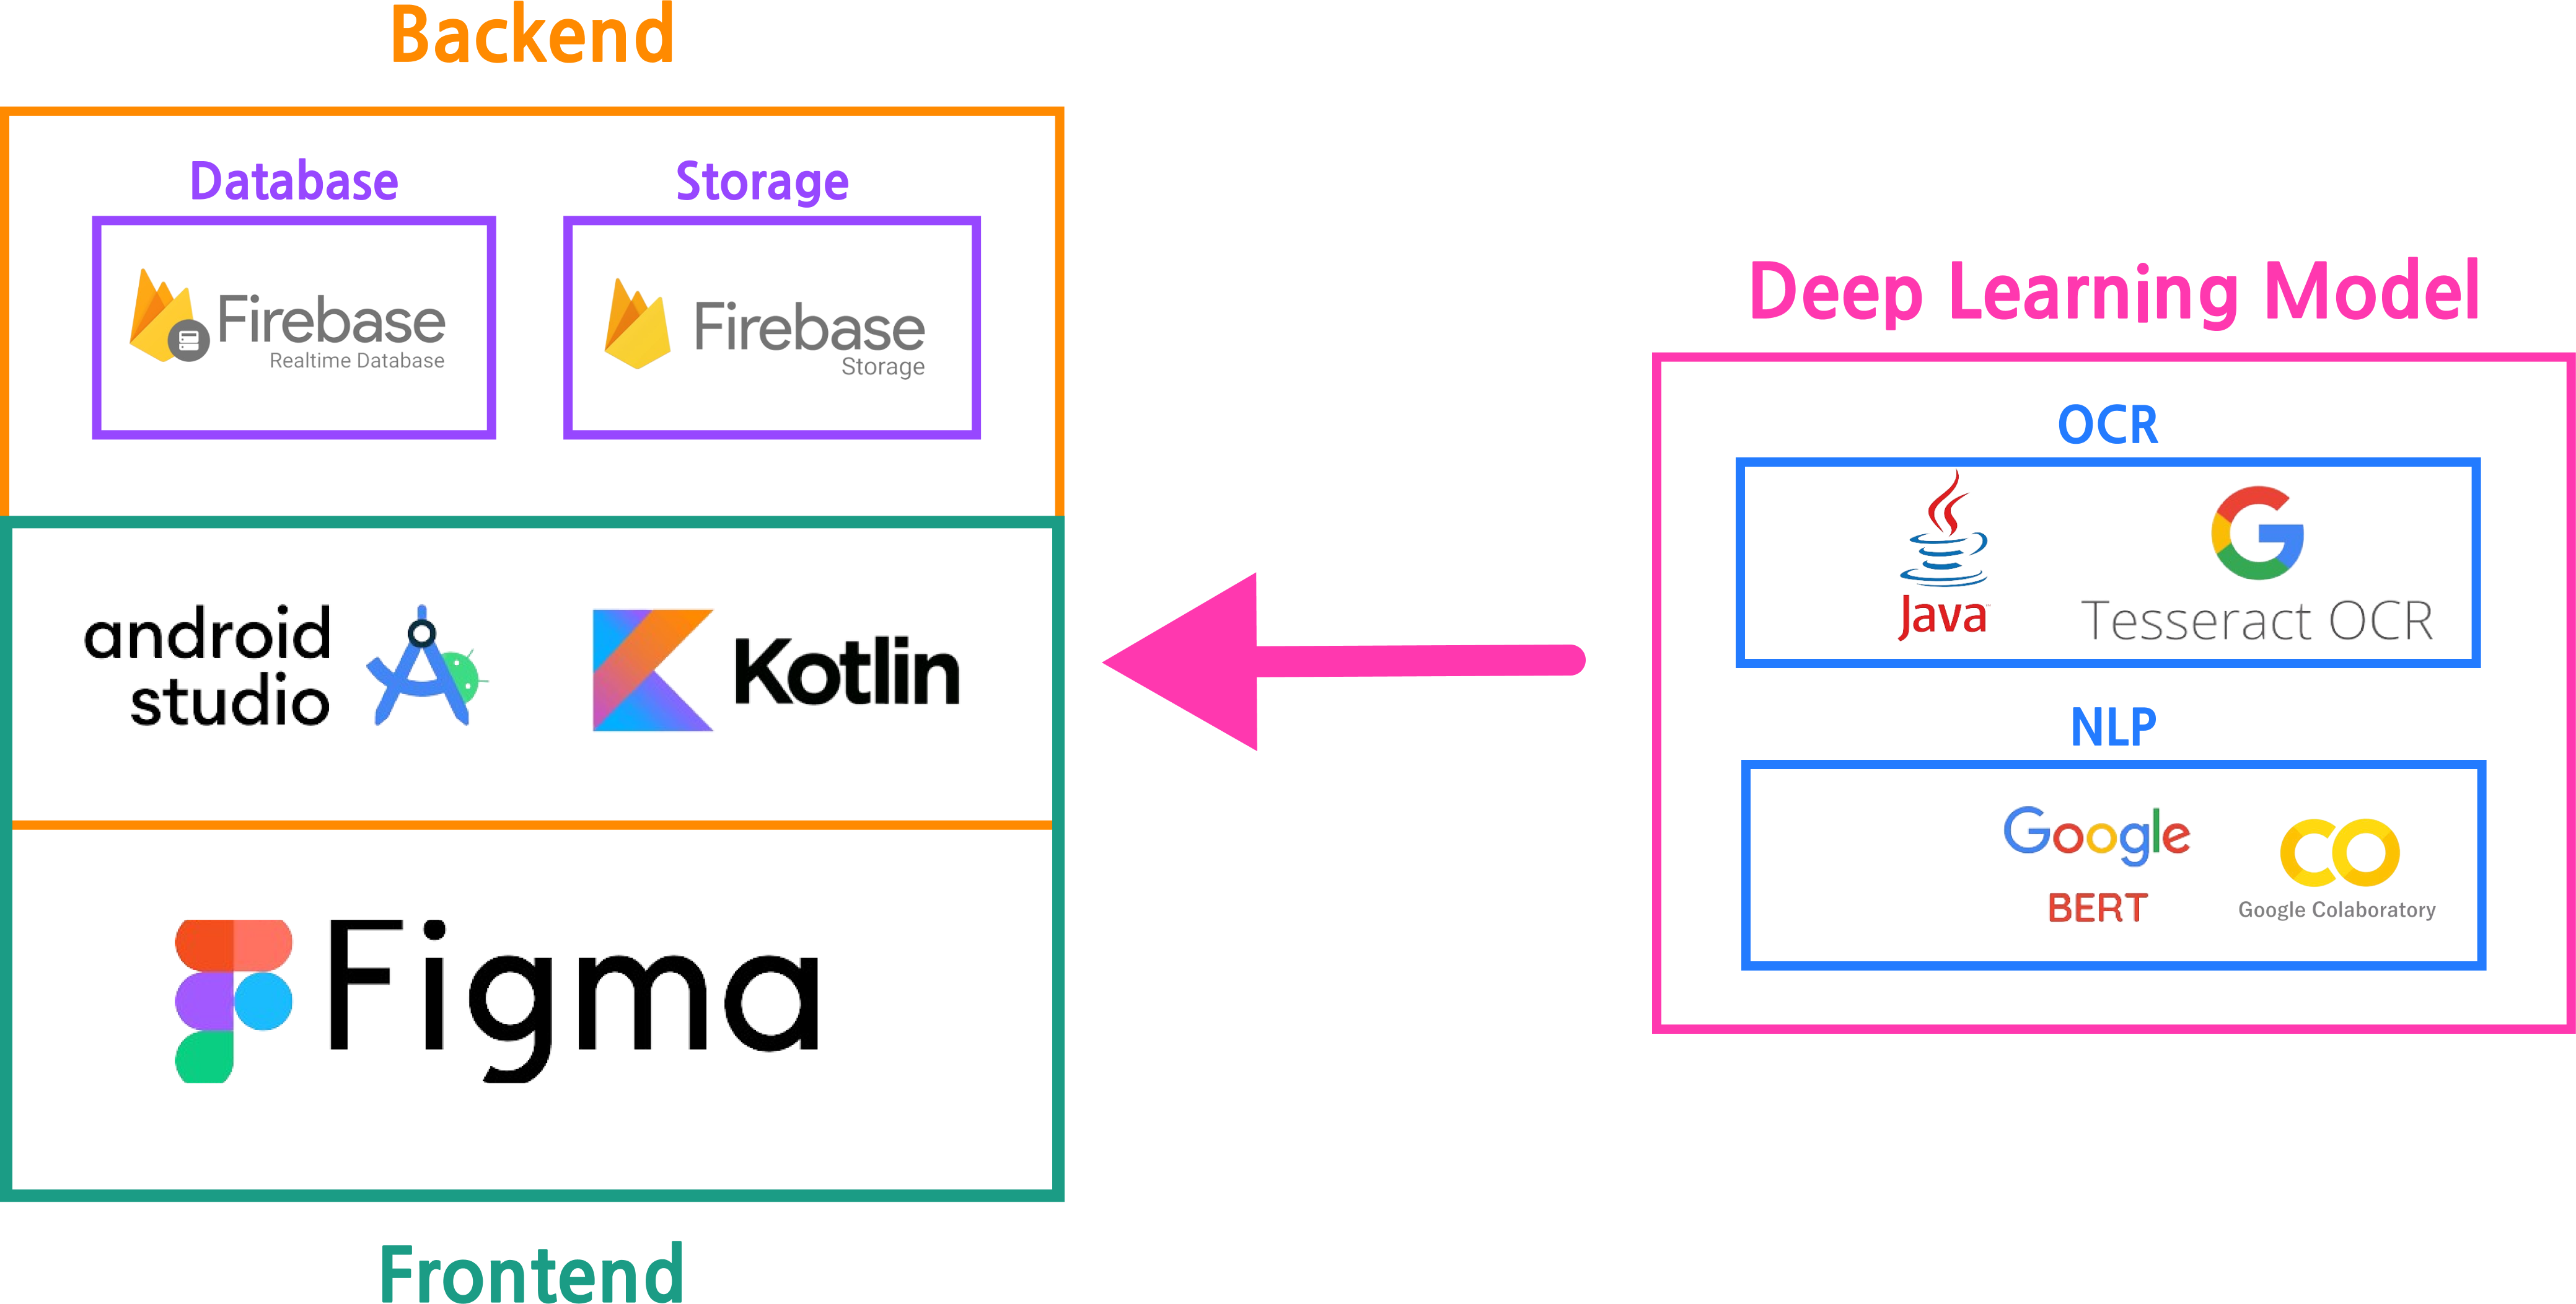 Backend
Database
Storage
Firebase
Realtime Database
Firebase
Storage
android
studio
Kotlin
Figma
Frontend
Deep Learning Model
OCR
Java
Tesseract OCR
NLP
Google
BERT
Google Colaboratory